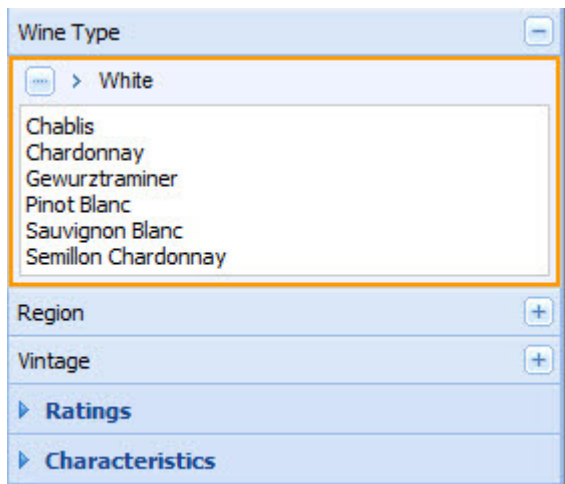 Wine Type
> White
Chablis
Chardonnay
Gewurztraminer
Pinot Blanc
Sauvignon Blanc
Semillon Chardonnay
Region
Vintage
Ratings
Characteristics